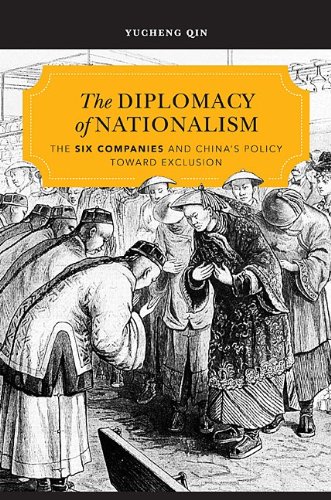 YUCHENG QIN
The DIPLOMACY
of NATIONALISM
THE SIX COMPANIES AND CHINA'S POLICY
TOWARD EXCLUSION